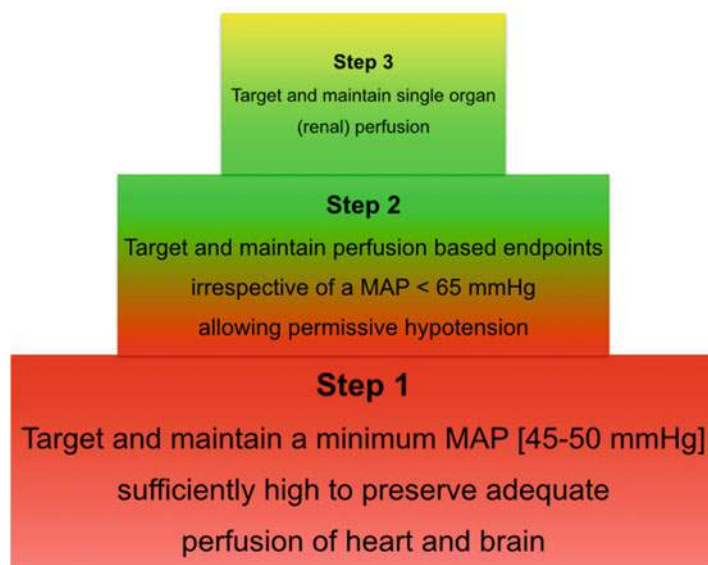 Step 3
Target and maintain single organ
(renal) perfusion
Step 2
Target and maintain perfusion based endpoints
irrespective of a MAP < 65 mmHg
allowing permissive hypotension
Step 1
Target and maintain a minimum MAP [45-50 mmHg]
sufficiently high to preserve adequate
perfusion of heart and brain